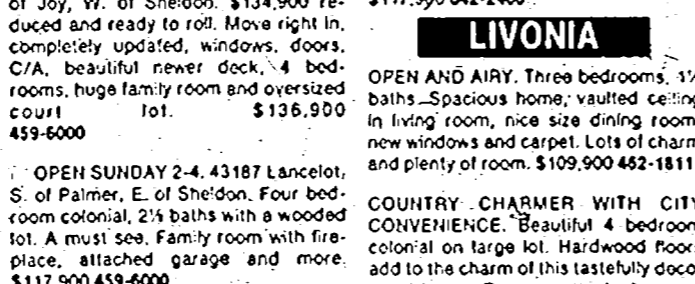 of Joy, W. of Sheldon. $134,900 re-
duced and ready to roll. Move right in,
completely updated, windows, doors,
C/A, beautiful newer deck, 4 bed-
rooms, huge family room and oversized
court lot. $136,900
459-6000
OPEN SUNDAY 2-4. 43187 Lancelot,
S. of Palmer, E. of Sheldon. Four bed-
room colonial, 2½ baths with a wooded
lot. A must see. Family room with fire-
place, attached garage and more.
$117,900 459-6000
LIVONIA
OPEN AND AIRY. Three bedrooms,
baths. Spacious home, vaulted ceiling
in living room, nice size dining room
new windows and carpet. Lots of charm
and plenty of room. $109,900 462-1811
COUNTRY CHARMER WITH CITY
CONVENIENCE. Beautiful 4 bedroom
colonial on large lot. Hardwood floors
add to the charm of this tastefully deco